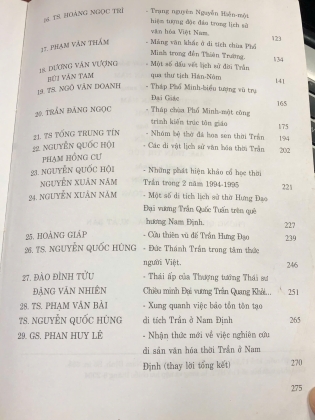 16. TS. HOÀNG NGỌC TRÍ - Trạng nguyên Nguyễn Hiền-một
hiện tượng độc đáo trong lịch sử
văn hóa Việt Nam. 123
17. PHẠM VĂN THẮM - Mảng văn khắc ở di tích chùa Phổ
Minh trong đền Thiên Trường. 134
18. DƯƠNG VĂN VƯỢNG - Một số dấu vết lịch sử đời Trần
BÙI VĂN TAM qua thư tịch Hán-Nôm 141
19. TS. NGÔ VĂN DOANH - Tháp Phổ Minh-biểu tượng vũ trụ
Đại Giác 165
20. TRẦN ĐĂNG NGỌC - Tháp chùa Phổ Minh-một công
trình kiến trúc tôn giáo 175
21. TS TỐNG TRUNG TÍN - Nhóm bệ thờ đá hoa sen thời Trần 194
22. NGUYỄN QUỐC HỘI - Các di vật lịch sử văn hóa thời Trần 202
PHẠM HỒNG CƯ
23. NGUYỄN QUỐC HỘI - Những phát hiện khảo cổ học thời
NGUYỄN XUÂN NĂM Trần trong 2 năm 1994-1995 221
24. NGUYỄN XUÂN NĂM - Một số di tích lịch sử thờ Hưng Đạo
Đại vương Trần Quốc Tuấn trên quê
hương Nam Định. 227
25. HOÀNG GIÁP - Cửu thiên vũ đế Trần Hưng Đạo 239
26. TS. NGUYỄN QUỐC HÙNG - Đức Thánh Trần trong tâm thức
người Việt. 246
27. ĐÀO ĐÌNH TỬU - Thái ấp của Thượng tướng Thái sư
ĐẶNG VĂN NHIÊN Chiêu minh Đại vương Trần Quang Khải... 251
28. TS. PHẠM VĂN BÀI - Xung quanh việc bảo tồn tôn tạo
TS. NGUYỄN QUỐC HÙNG di tích Trần ở Nam Định 265
29. GS. PHAN HUY LÊ - Nhận thức mới về việc nghiên cứu
di sản văn hóa thời Trần ở Nam
Định (thay lời tổng kết) 270
275